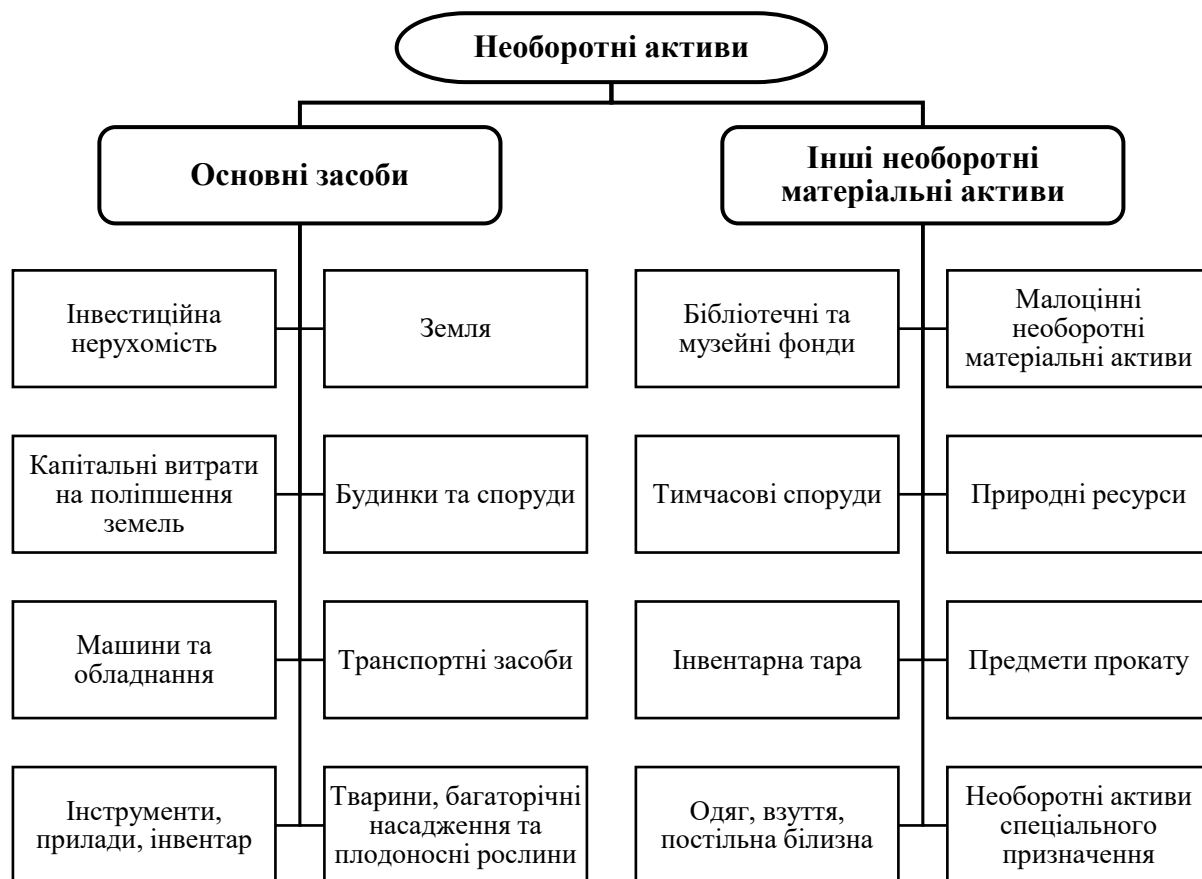 Необоротні активи
Основні засоби
Інші необоротні
матеріальні активи
Інвестиційна
нерухомість
Земля
Бібліотечні та
музейні фонди
Малоцінні
необоротні
матеріальні активи
Капітальні витрати
на поліпшення
земель
Будинки та споруди
Тимчасові споруди
Природні ресурси
Машини та
обладнання
Транспортні засоби
Інвентарна тара
Предмети прокату
Інструменти,
прилади, інвентар
Тварини, багаторічні
насадження та
плодоносні рослини
Одяг, взуття,
постільна білизна
Необоротні активи
спеціального
призначення